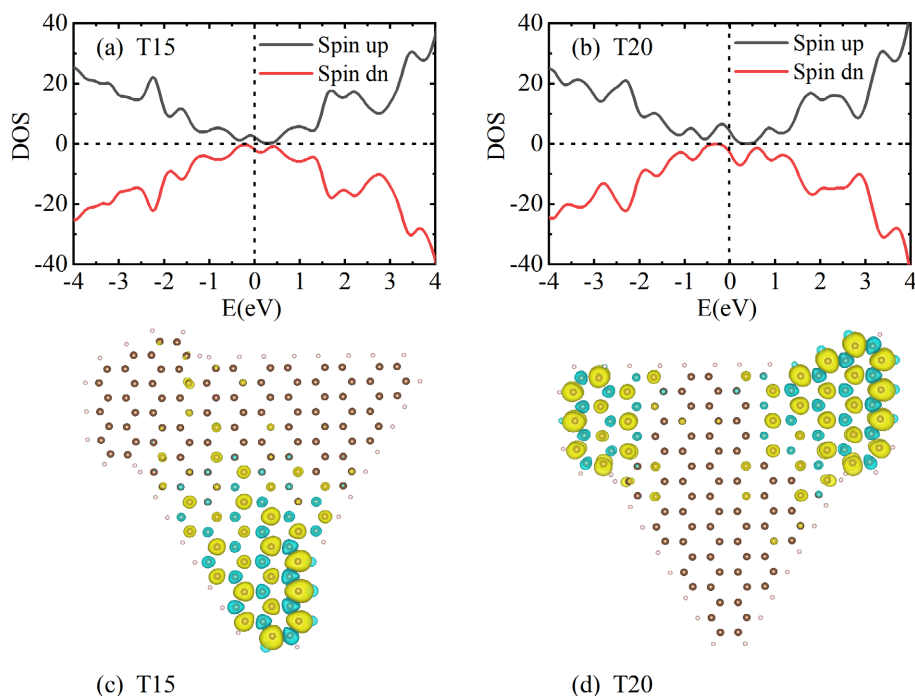 (a) T15
Spin up
Spin dn
40
20
0
-20
-40
DOS
-4 -3 -2 -1 0 1 2 3 4
E(eV)
(b) T20
Spin up
Spin dn
40
20
0
-20
-40
DOS
-4 -3 -2 -1 0 1 2 3 4
E(eV)
(c) T15
(d) T20